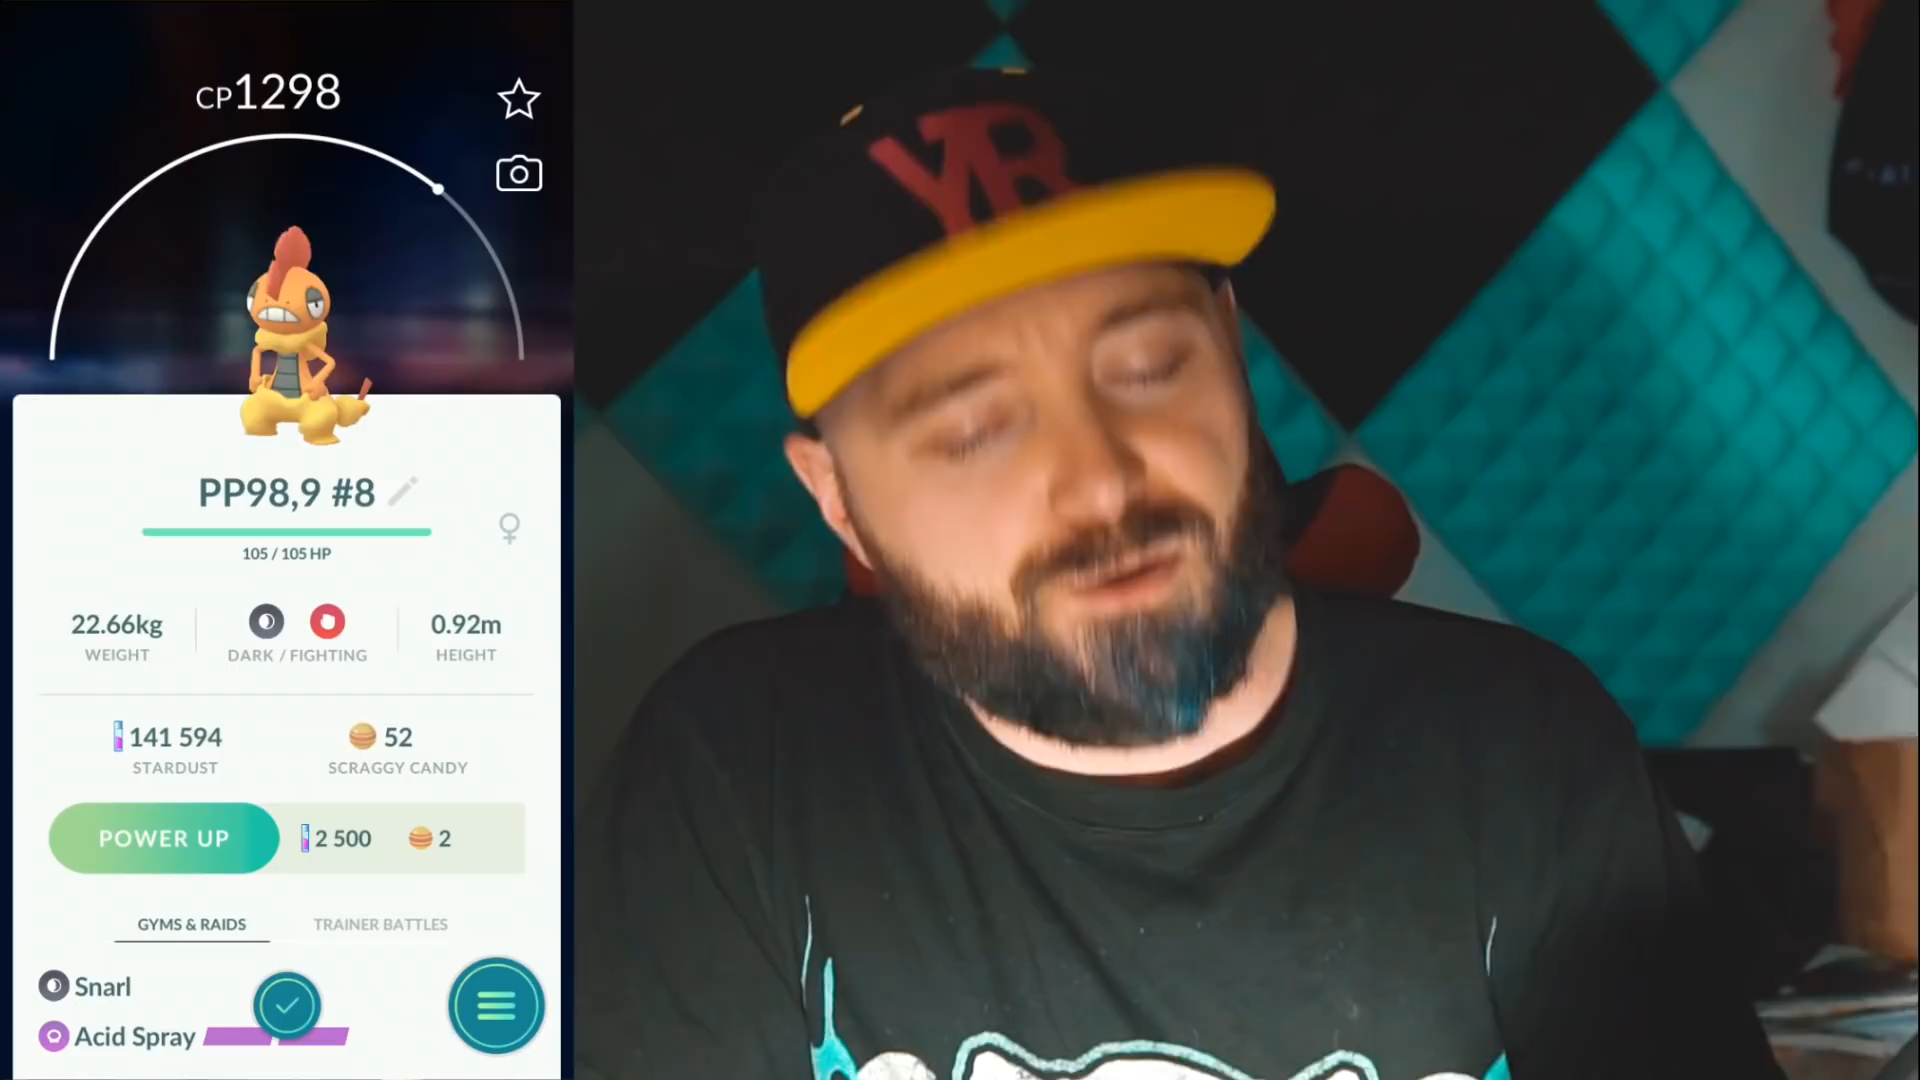 CP1298
PP98,9 #8
105 / 105 HP
22.66kg
WEIGHT
DARK / FIGHTING
0.92m
HEIGHT
141 594
STARDUST
52
SCRAGGY CANDY
POWER UP
2 500
2
GYMS & RAIDS
TRAINER BATTLES
Snarl
Acid Spray
YB